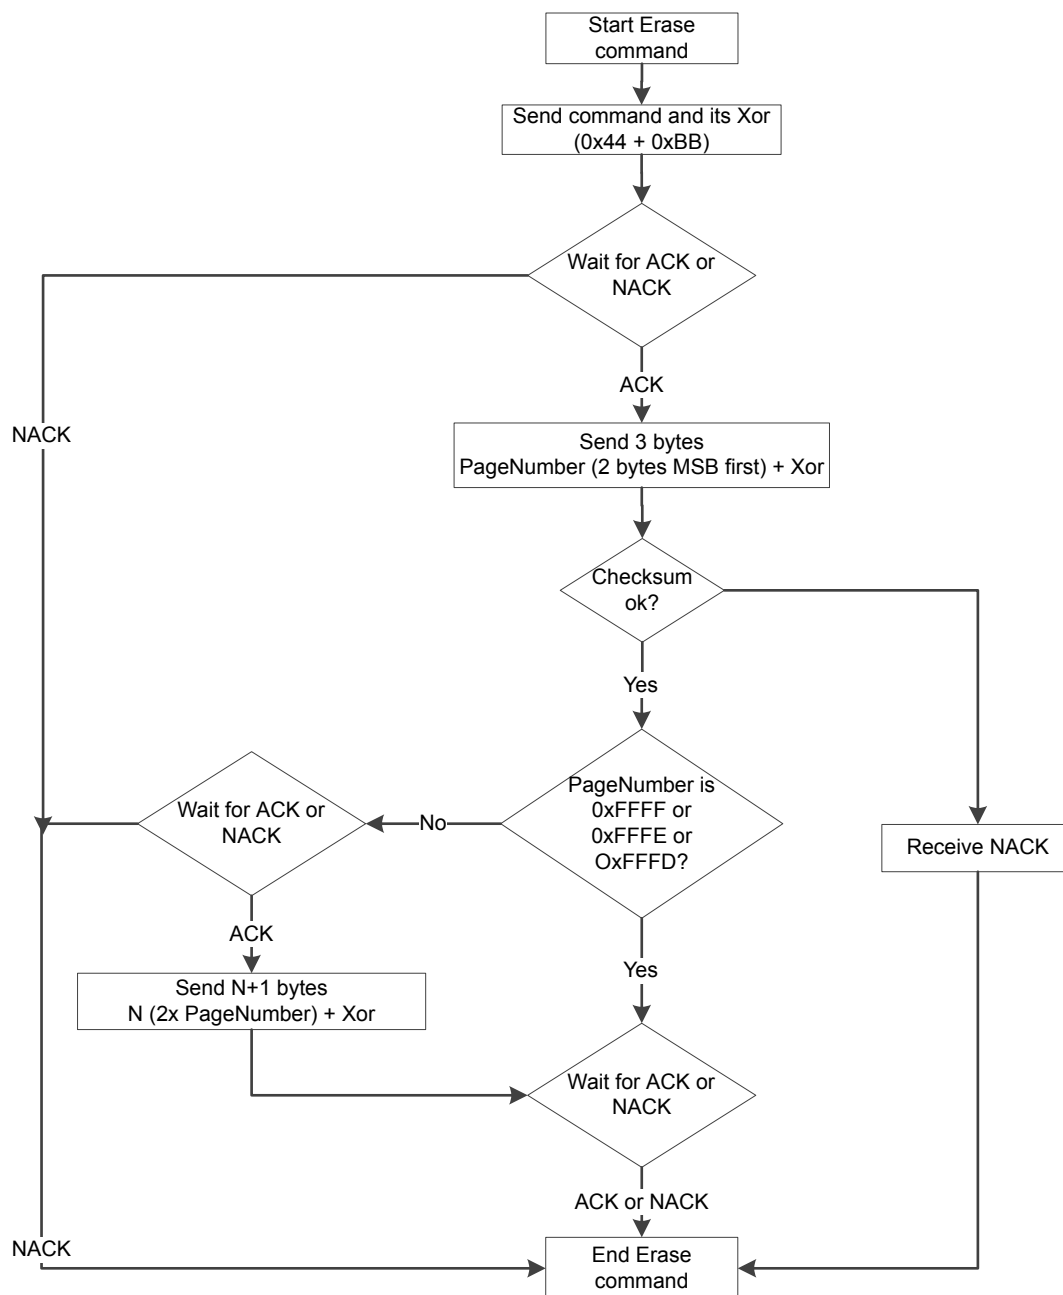 Start Erase
command
Send command and its Xor
(0x44 + 0xBB)
Wait for ACK or
NACK
ACK
NACK
Send 3 bytes
PageNumber (2 bytes MSB first) + Xor
Checksum
ok?
Yes
PageNumber is
0xFFFF or
0xFFFE or
OxFFFD?
No
Wait for ACK or
NACK
Receive NACK
ACK
Yes
Send N+1 bytes
N (2x PageNumber) + Xor
Wait for ACK or
NACK
ACK or NACK
NACK
End Erase
command